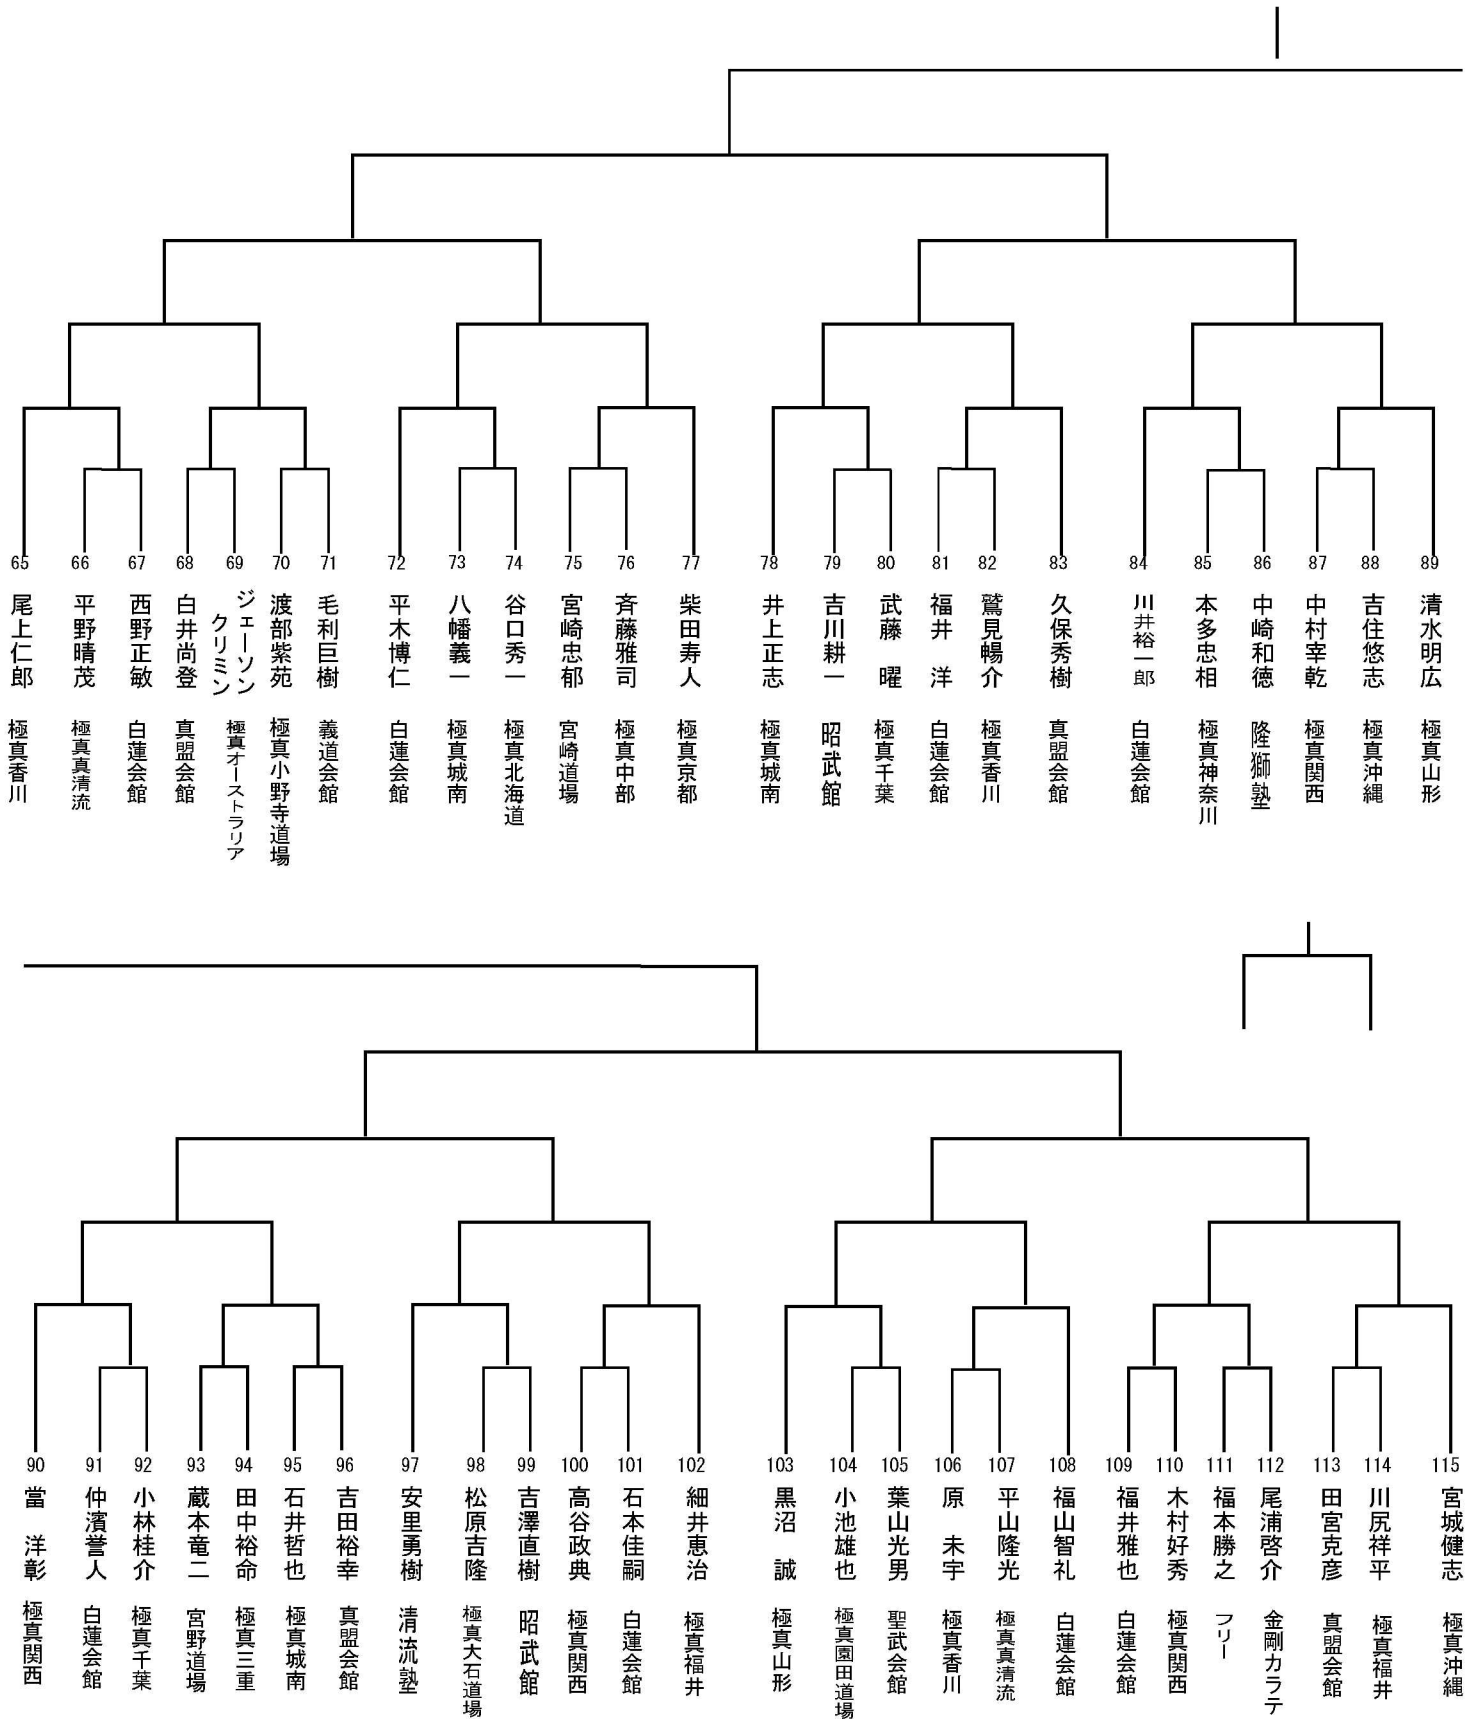 65 尾上仁郎 極真香川
66 平野晴茂 極真真清流
67 西野正敏 白蓮会館
68 白井尚登 真盟会館
69 ジェーソン クリミン 極真オーストラリア
70 渡部紫苑 極真小野寺道場
71 毛利巨樹 義道会館
72 平木博仁 白蓮会館
73 八幡義一 極真城南
74 谷口秀一 極真北海道
75 宮崎忠郁 宮崎道場
76 斉藤雅司 極真中部
77 柴田寿人 極真京都
78 井上正志 極真城南
79 吉川耕一 昭武館
80 武藤 曜 極真千葉
81 福井 洋 白蓮会館
82 鷲見暢介 極真香川
83 久保秀樹 真盟会館
84 川井裕一郎 白蓮会館
85 本多忠相 極真神奈川
86 中崎和徳 隆獅塾
87 中村幸乾 極真関西
88 吉住悠志 極真沖縄
89 清水明広 極真山形
90 當 洋彰 極真関西
91 仲濱誉人 白蓮会館
92 小林桂介 極真千葉
93 蔵本竜二 宮野道場
94 田中裕命 極真三重
95 石井哲也 極真城南
96 吉田裕幸 真盟会館
97 安里勇樹 清流塾
98 松原吉隆 極真大石道場
99 吉澤直樹 昭武館
100 高谷政典 極真関西
101 石本佳嗣 白蓮会館
102 細井恵治 極真福井
103 黒沼 誠 極真山形
104 小池雄也 極真園田道場
105 葉山光男 聖武会館
106 原 未宇 極真香川
107 平山隆光 極真真清流
108 福山智礼 白蓮会館
109 福井雅也 白蓮会館
110 木村好秀 極真関西
111 福本勝之 フリー
112 尾浦啓介 金剛カラテ
113 田宮克彦 真盟会館
114 川尻祥平 極真福井
115 宮城健志 極真沖縄